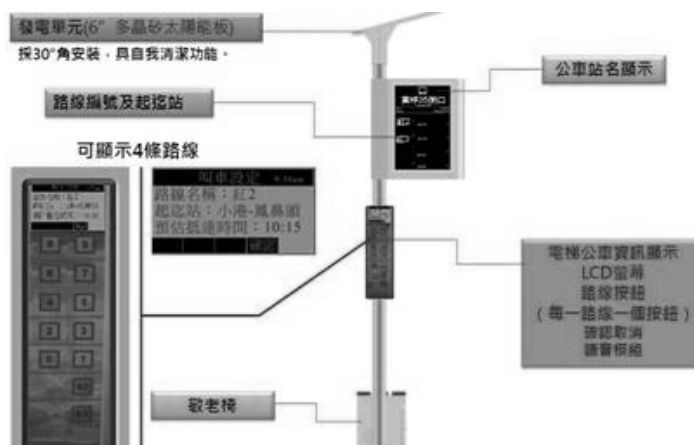 發電單元(6" 多晶矽太陽能板)
採30°角安裝，具自我清潔功能。
公車站名顯示
路線編號及起迄站
可顯示4條路線
叫車設定
路線名稱：紅2
起迄站：小港-鳳鼻頭
預估抵達時間：10:15
確認
電梯公車資訊顯示
LCD螢幕
路線按鈕
(每一路線一個按鈕)
確認取消
語音模組
敬老椅